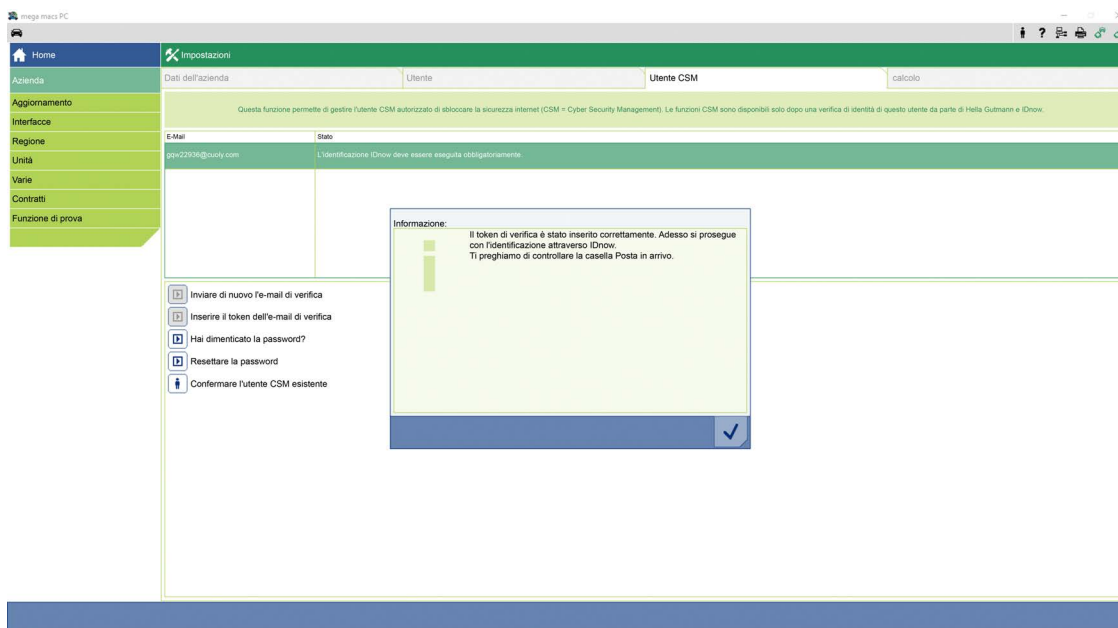 mega macs PC
Home
Impostazioni
Azienda
Dati dell'azienda
Utente
Utente CSM
calcolo
Aggiornamento
Interfacce
Regione
Unità
Varie
Contratti
Funzione di prova
Questa funzione permette di gestire l'utente CSM autorizzato di sbloccare la sicurezza internet (CSM = Cyber Security Management). Le funzioni CSM sono disponibili solo dopo una verifica di identità di questo utente da parte di Hella Gutmann e IDnow.
E-Mail
Stato
gqw22936@cuoly.com
L'identificazione IDnow deve essere eseguita obbligatoriamente.
Informazione:
Il token di verifica è stato inserito correttamente. Adesso si prosegue
con l'identificazione attraverso IDnow.
Ti preghiamo di controllare la casella Posta in arrivo.
Inviare di nuovo l'e-mail di verifica
Inserire il token dell'e-mail di verifica
Hai dimenticato la password?
Resettare la password
Confermare l'utente CSM esistente